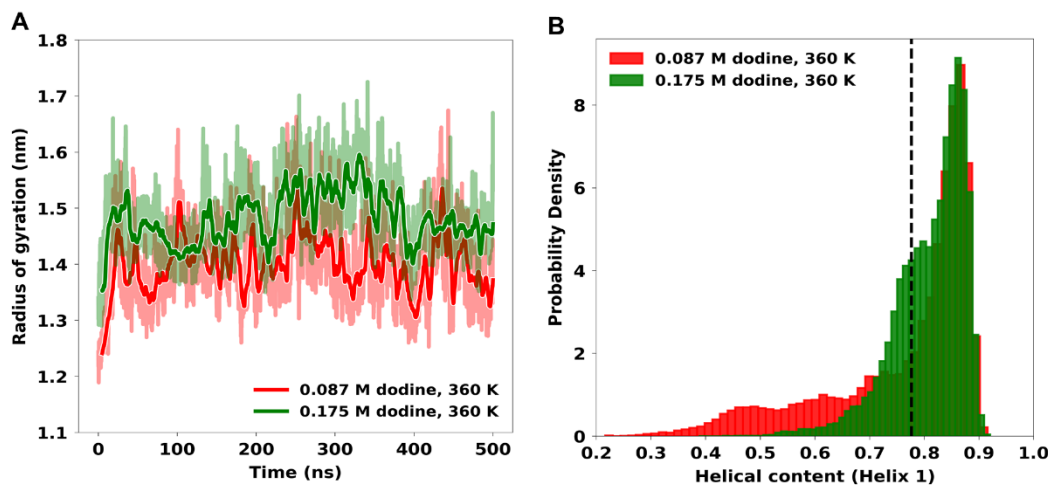 A
Radius of gyration (nm)
1.8
1.7
1.6
1.5
1.4
1.3
1.2
1.1
0.087 M dodine, 360 K
0.175 M dodine, 360 K
0 100 200 300 400 500
Time (ns)
B
Probability Density
8
6
4
2
0
0.087 M dodine, 360 K
0.175 M dodine, 360 K
0.2 0.3 0.4 0.5 0.6 0.7 0.8 0.9 1.0
Helical content (Helix 1)